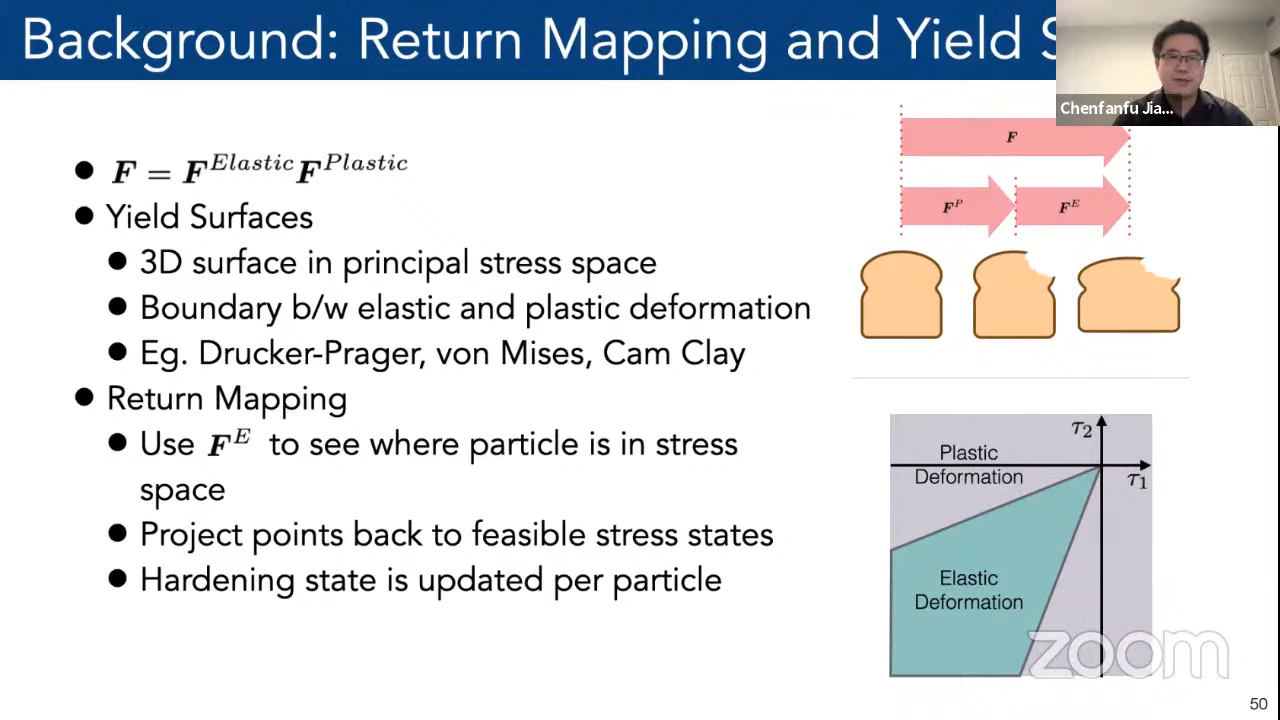 Background: Return Mapping and Yield S
Chenfanfu Jia...
● F = F^{Elastic}F^{Plastic}
● Yield Surfaces
● 3D surface in principal stress space
● Boundary b/w elastic and plastic deformation
● Eg. Drucker-Prager, von Mises, Cam Clay
● Return Mapping
● Use F^E to see where particle is in stress
space
● Project points back to feasible stress states
● Hardening state is updated per particle
F
F^P F^E
τ₂
τ₁
Plastic
Deformation
Elastic
Deformation
zoom
50